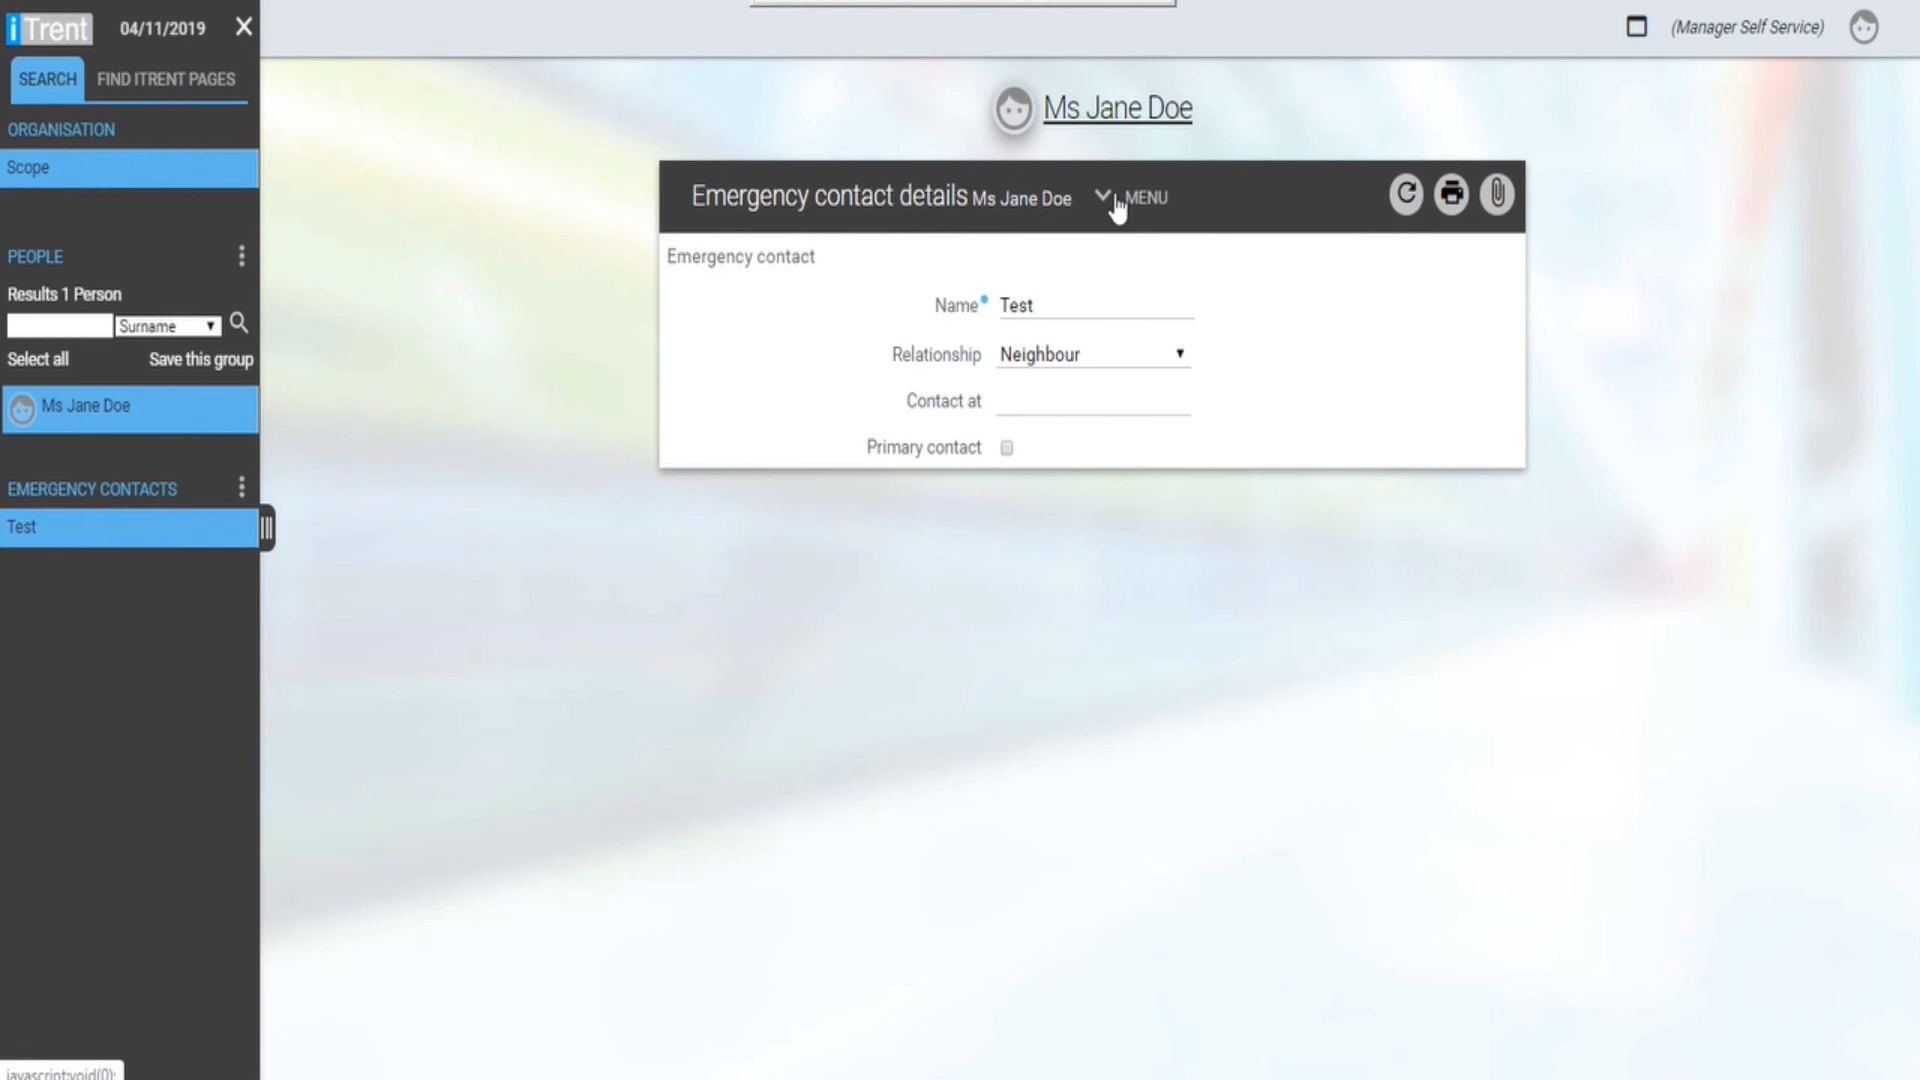 iTrent 04/11/2019 X
SEARCH FIND ITRENT PAGES
ORGANISATION
Scope
PEOPLE
Results 1 Person
Surname
Select all Save this group
Ms Jane Doe
EMERGENCY CONTACTS
Test
javascript:void(0);
(Manager Self Service)
Ms Jane Doe
Emergency contact details Ms Jane Doe MENU
Emergency contact
Name Test
Relationship Neighbour
Contact at
Primary contact